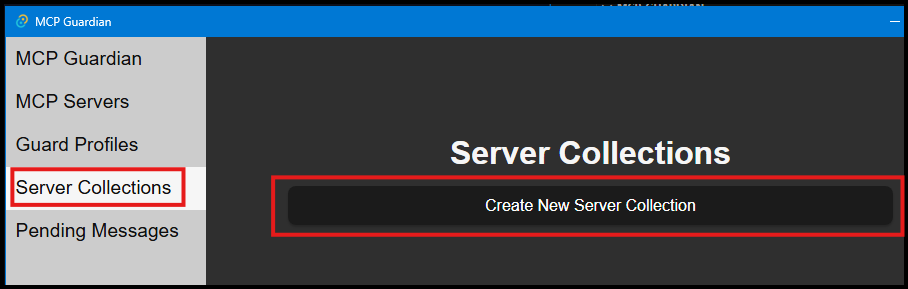 MCP Guardian
MCP Guardian
MCP Servers
Guard Profiles
Server Collections
Pending Messages
Server Collections
Create New Server Collection